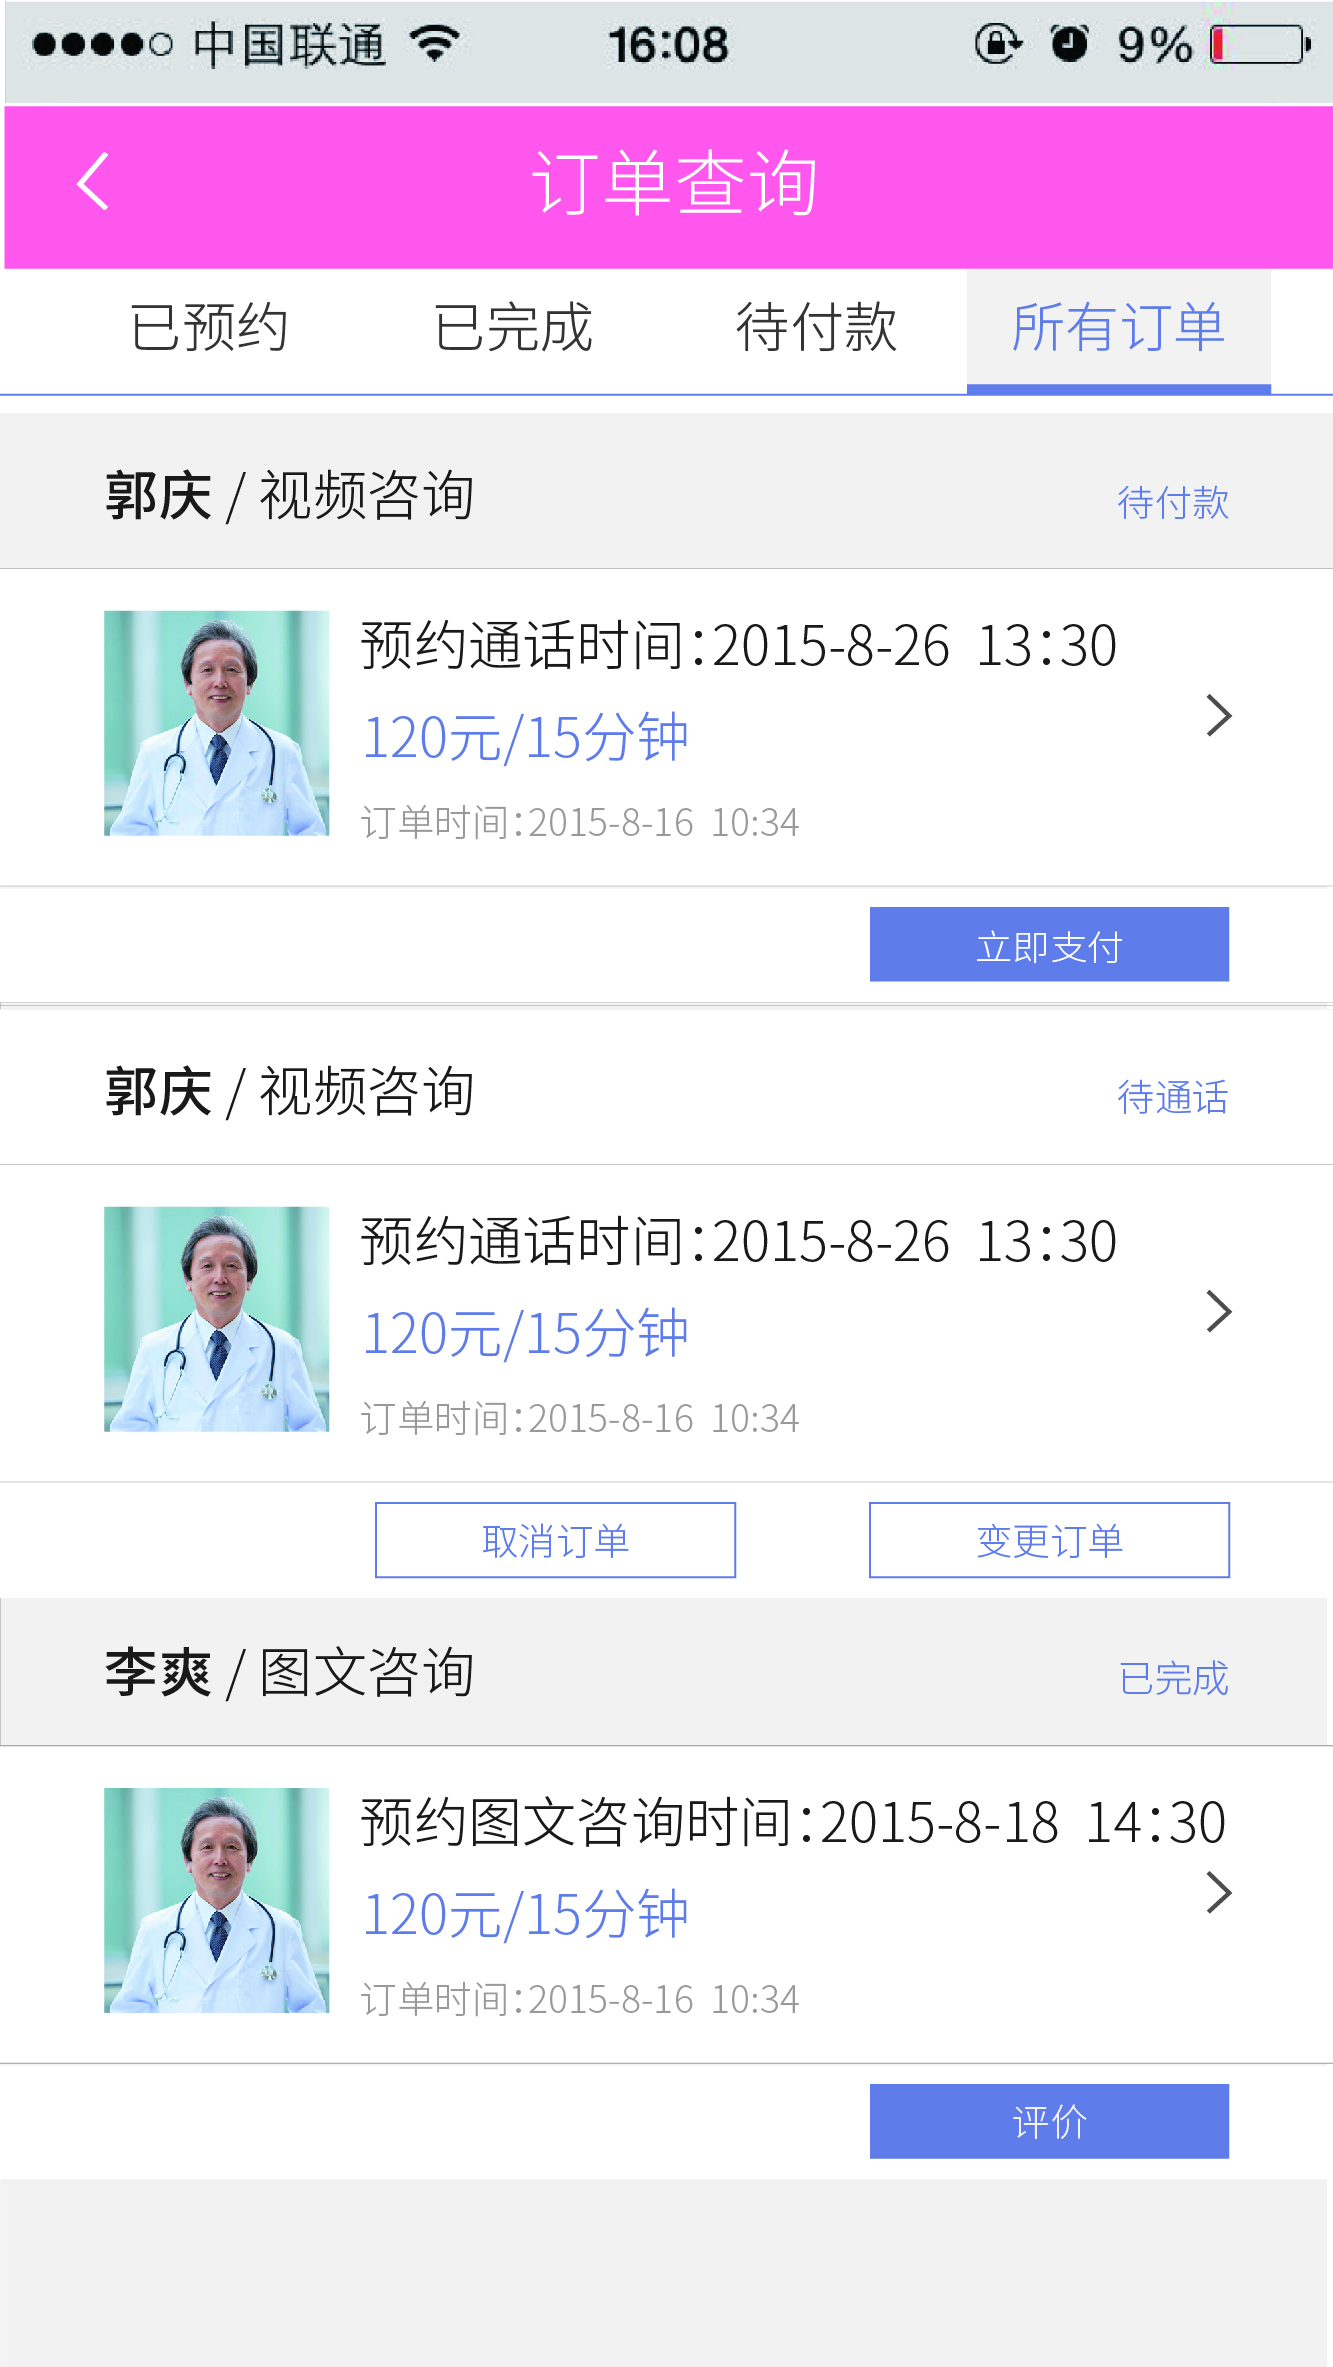 中国联通 16:08 9%
订单查询
已预约 已完成 待付款 所有订单
郭庆 / 视频咨询 待付款
预约通话时间:2015-8-26 13:30
120元/15分钟
订单时间:2015-8-16 10:34
立即支付
郭庆 / 视频咨询 待通话
预约通话时间:2015-8-26 13:30
120元/15分钟
订单时间:2015-8-16 10:34
取消订单 变更订单
李爽 / 图文咨询 已完成
预约图文咨询时间:2015-8-18 14:30
120元/15分钟
订单时间:2015-8-16 10:34
评价